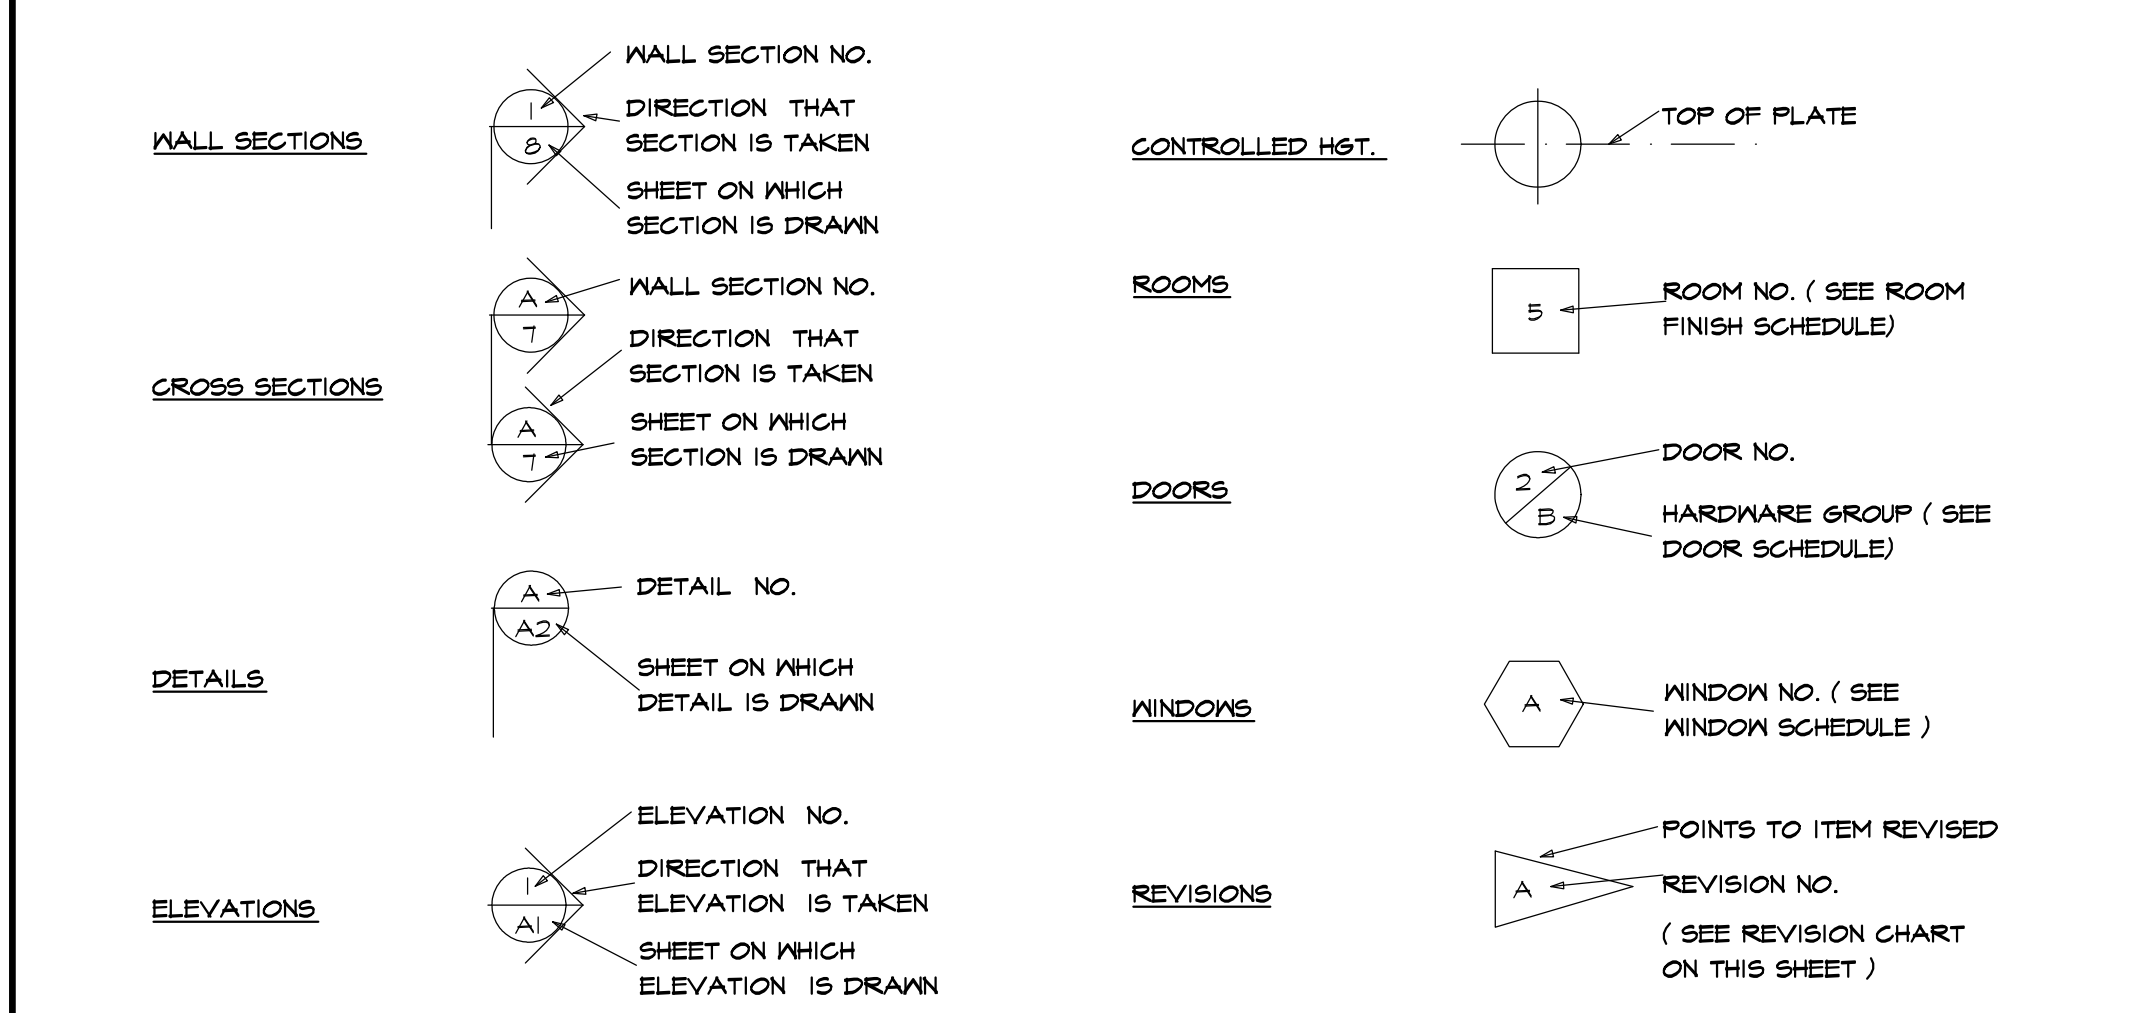 WALL SECTIONS
1
8
WALL SECTION NO.
DIRECTION THAT
SECTION IS TAKEN
SHEET ON WHICH
SECTION IS DRAWN
CROSS SECTIONS
A
7
A
7
WALL SECTION NO.
DIRECTION THAT
SECTION IS TAKEN
SHEET ON WHICH
SECTION IS DRAWN
DETAILS
A
A2
DETAIL NO.
SHEET ON WHICH
DETAIL IS DRAWN
ELEVATIONS
1
A1
ELEVATION NO.
DIRECTION THAT
ELEVATION IS TAKEN
SHEET ON WHICH
ELEVATION IS DRAWN
CONTROLLED HGT.
TOP OF PLATE
ROOMS
5
ROOM NO. ( SEE ROOM
FINISH SCHEDULE)
DOORS
2
B
DOOR NO.
HARDWARE GROUP ( SEE
DOOR SCHEDULE)
WINDOWS
A
WINDOW NO. ( SEE
WINDOW SCHEDULE )
REVISIONS
A
POINTS TO ITEM REVISED
REVISION NO.
( SEE REVISION CHART
ON THIS SHEET )